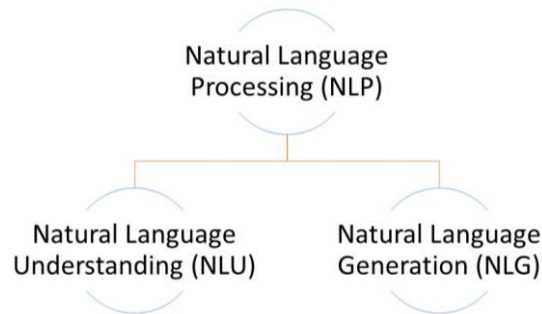 Natural Language
Processing (NLP)
Natural Language
Understanding (NLU)
Natural Language
Generation (NLG)